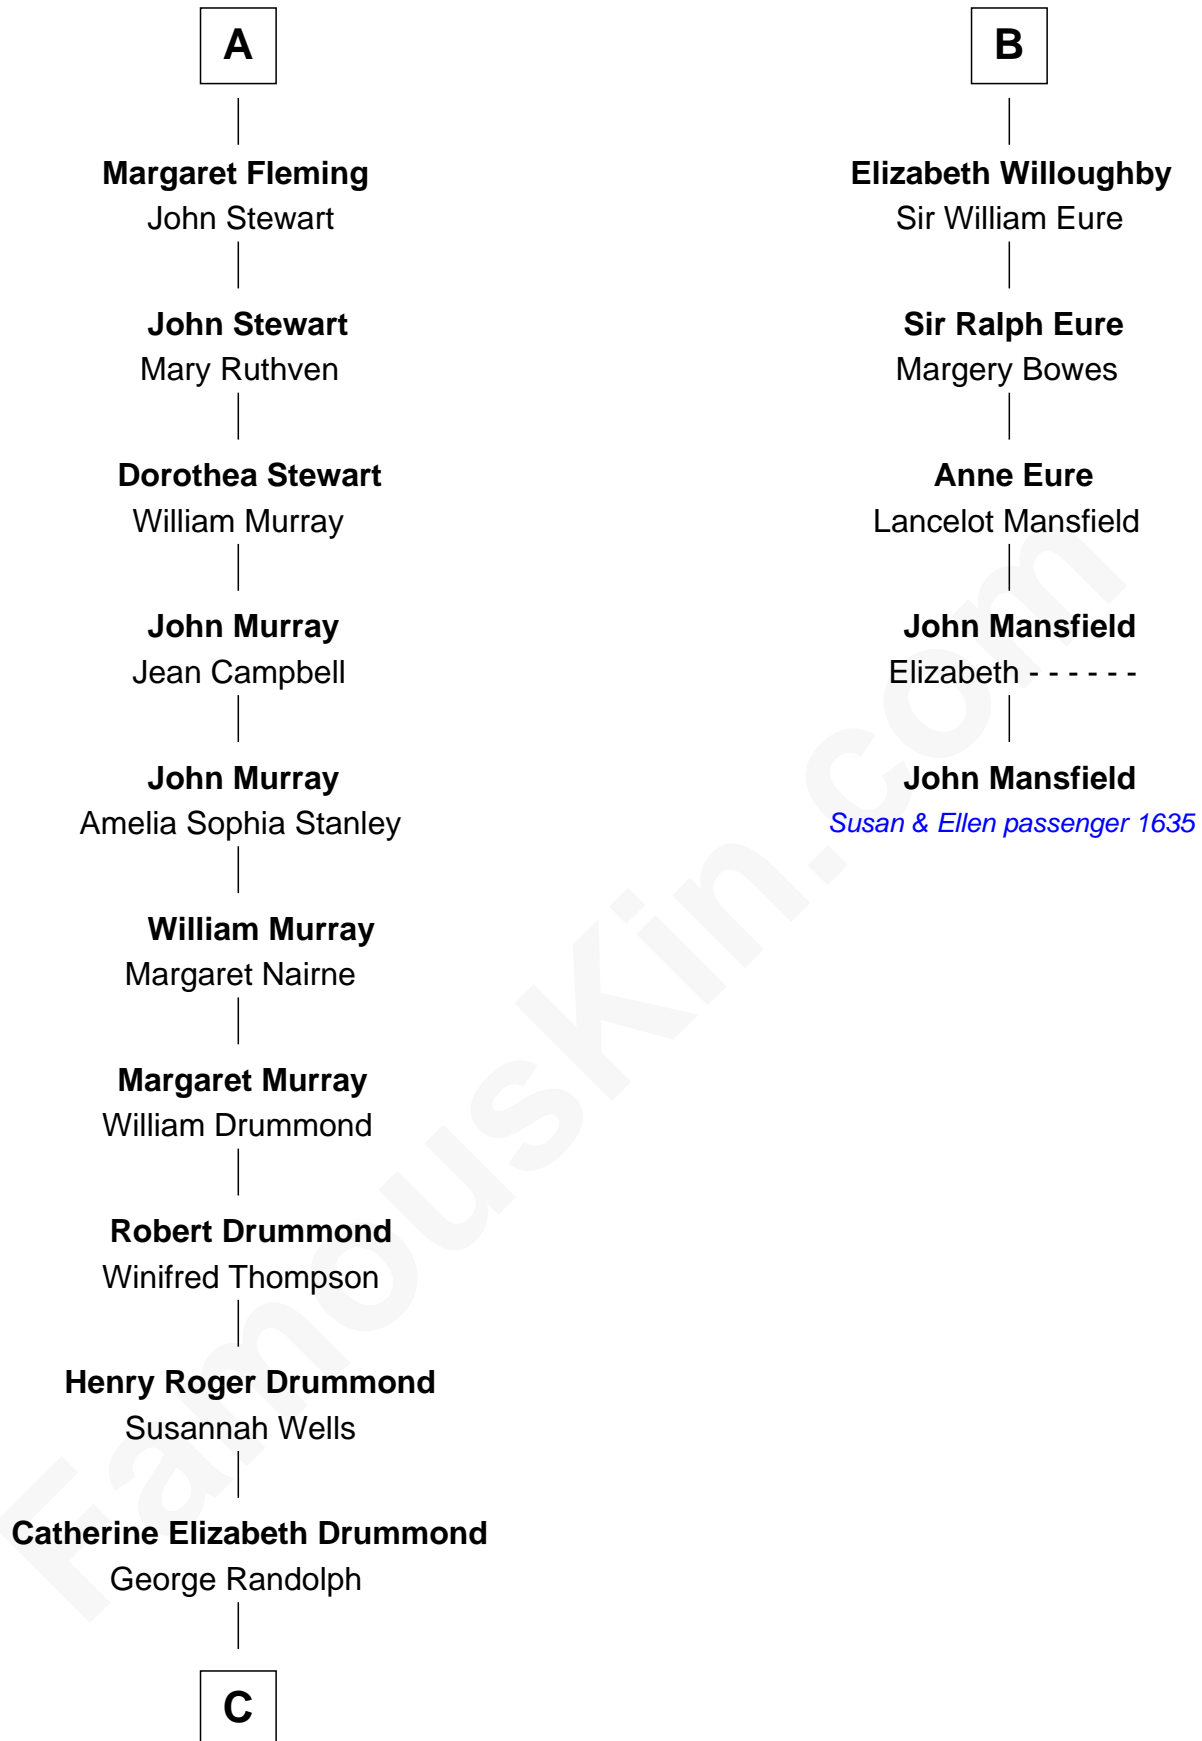 A
Margaret Fleming
John Stewart
John Stewart
Mary Ruthven
Dorothea Stewart
William Murray
John Murray
Jean Campbell
John Murray
Amelia Sophia Stanley
William Murray
Margaret Nairne
Margaret Murray
William Drummond
Robert Drummond
Winifred Thompson
Henry Roger Drummond
Susannah Wells
Catherine Elizabeth Drummond
George Randolph
C
B
Elizabeth Willoughby
Sir William Eure
Sir Ralph Eure
Margery Bowes
Anne Eure
Lancelot Mansfield
John Mansfield
Elizabeth - - - - - -
John Mansfield
Susan & Ellen passenger 1635
FamousKin.com